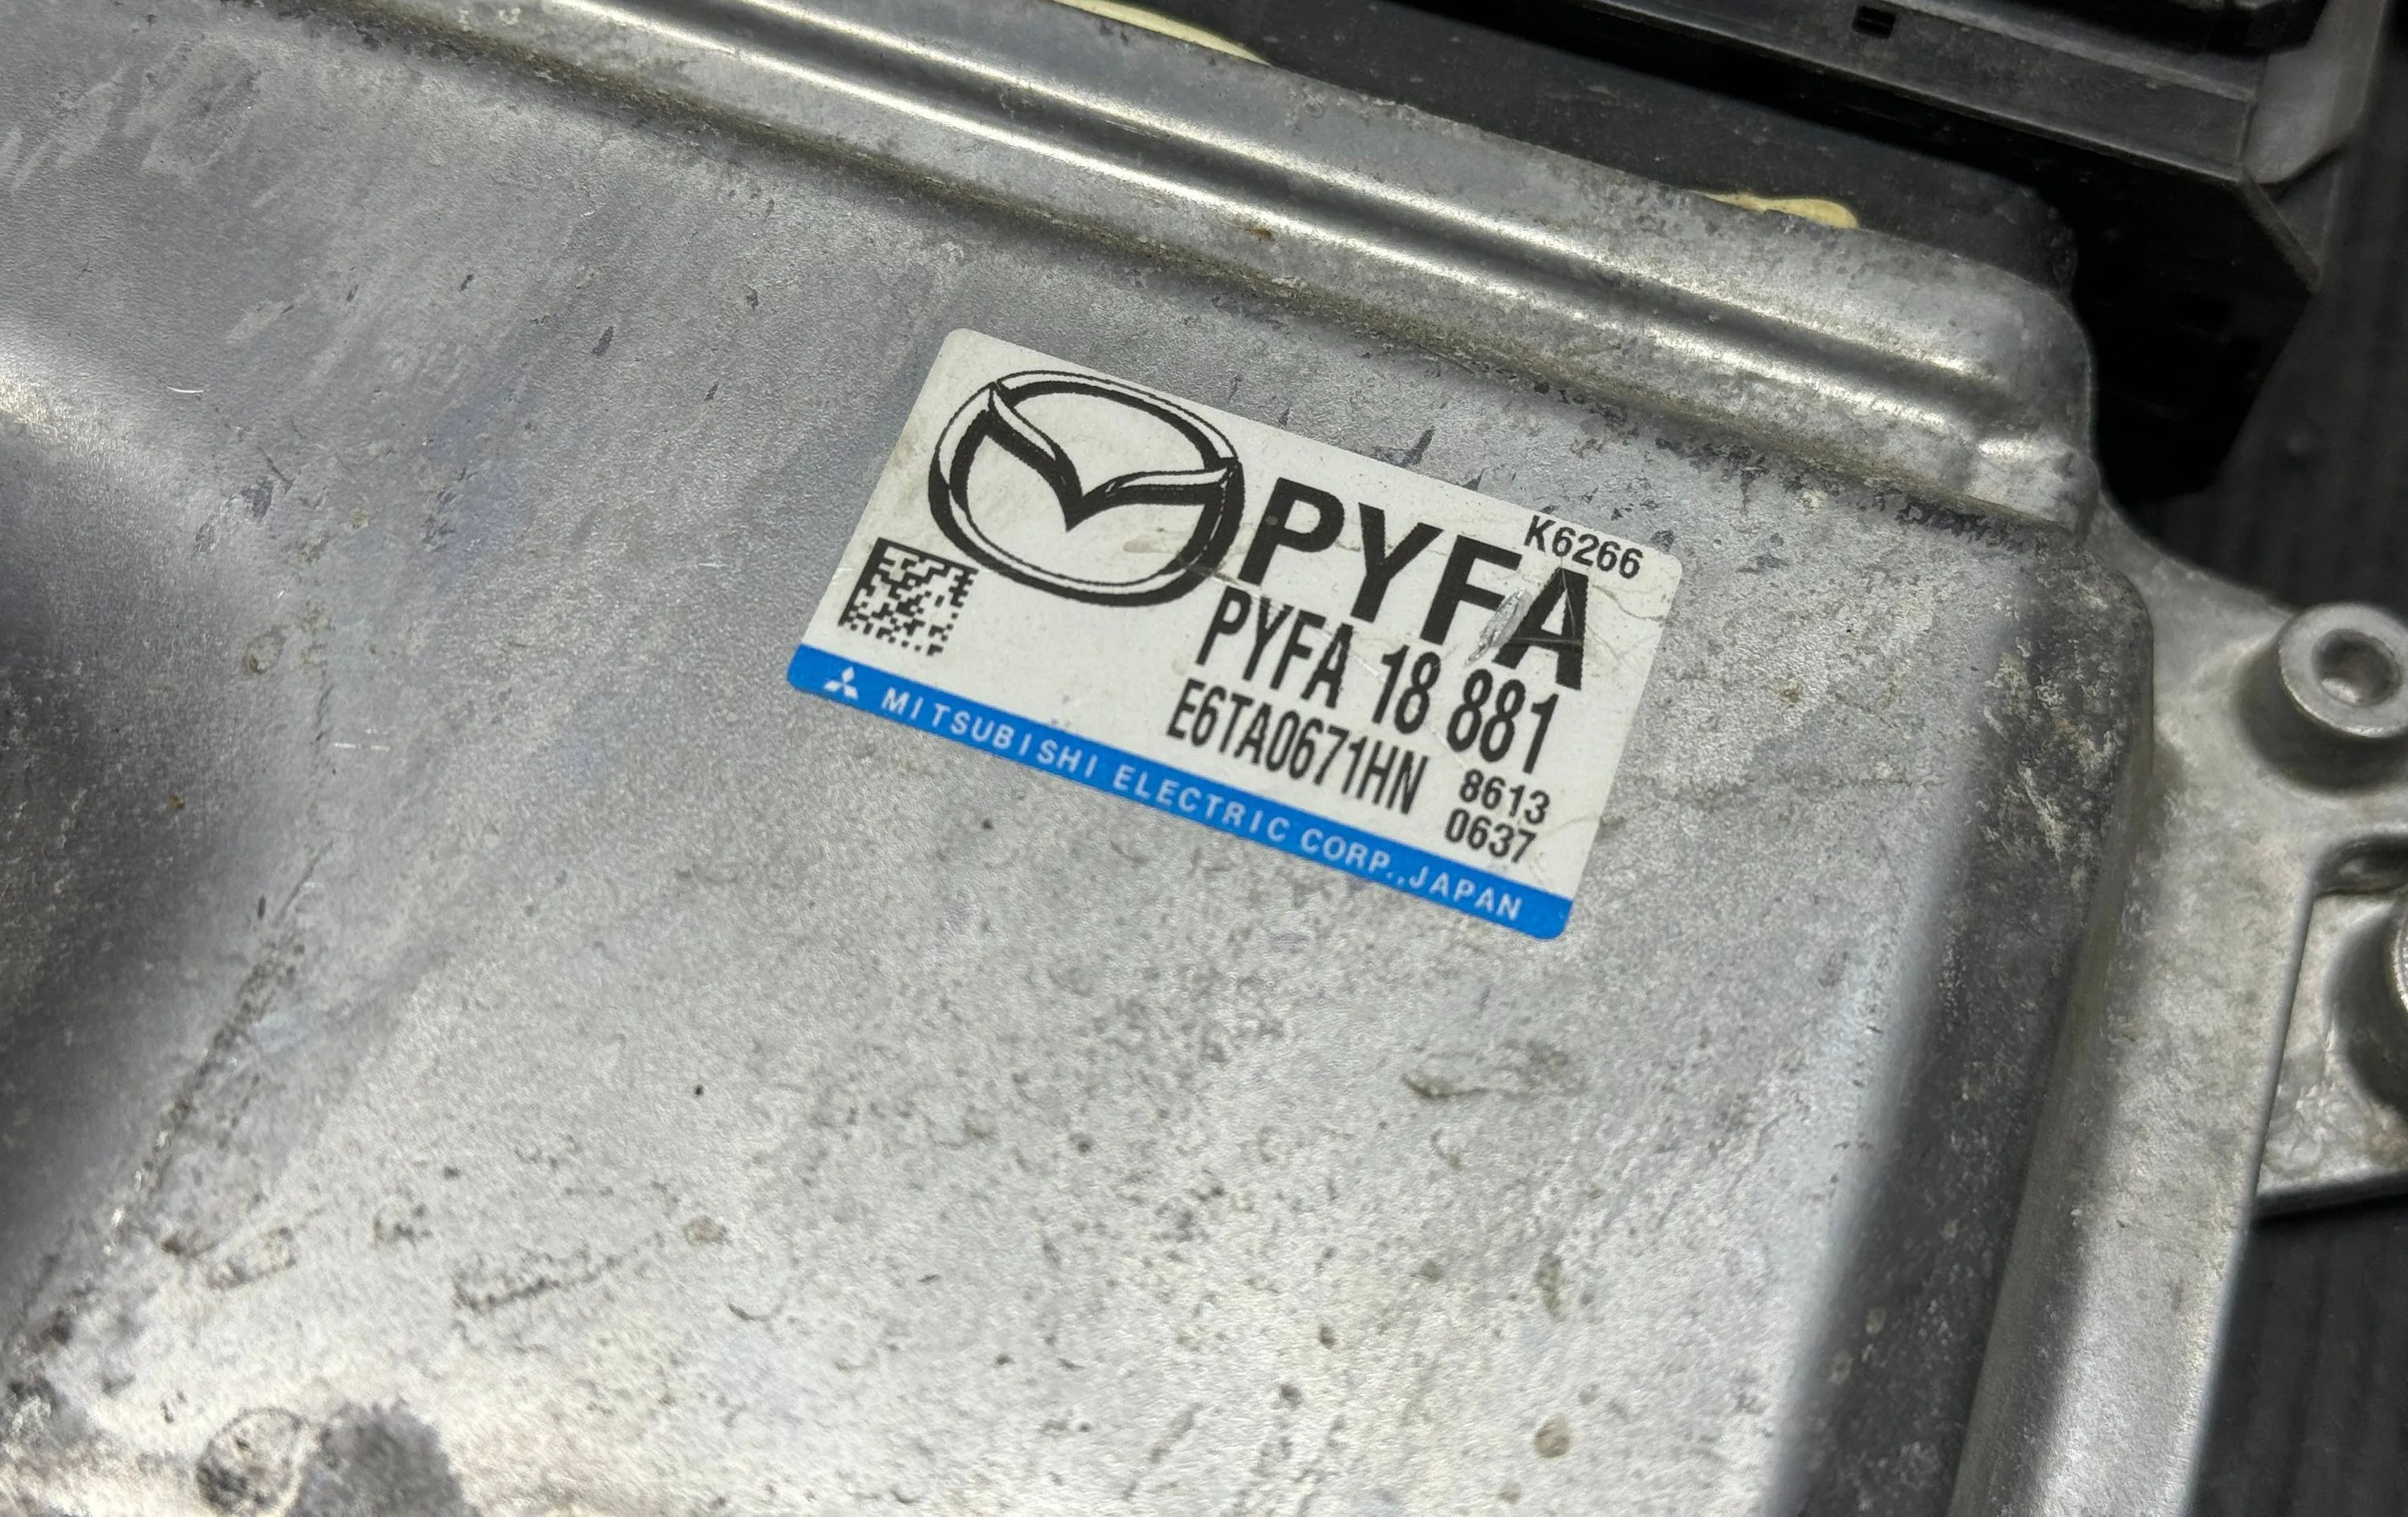 K6266
PYFA
PYFA 18 881
E6TA0671HN
8613
0637
MITSUBISHI ELECTRIC CORP.,JAPAN